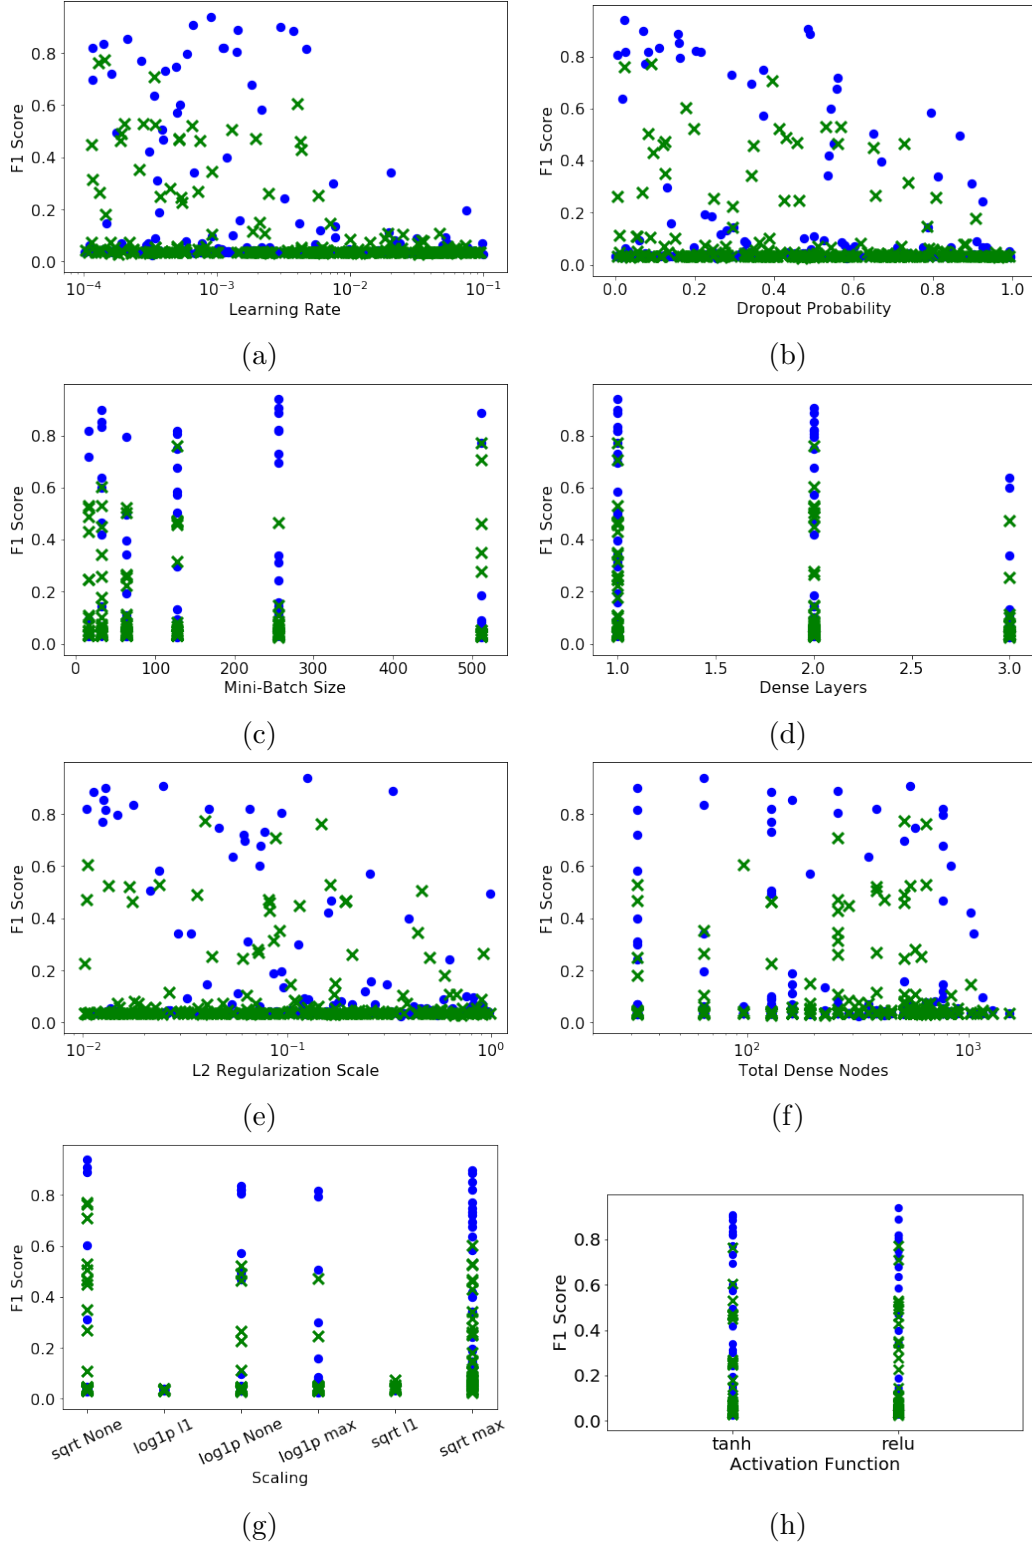 F1 Score
0.8
0.6
0.4
0.2
0.0
10⁻⁴ 10⁻³ 10⁻² 10⁻¹
Learning Rate
(a)
F1 Score
0.8
0.6
0.4
0.2
0.0
0.0 0.2 0.4 0.6 0.8 1.0
Dropout Probability
(b)
F1 Score
0.8
0.6
0.4
0.2
0.0
0 100 200 300 400 500
Mini-Batch Size
(c)
F1 Score
0.8
0.6
0.4
0.2
0.0
1.0 1.5 2.0 2.5 3.0
Dense Layers
(d)
F1 Score
0.8
0.6
0.4
0.2
0.0
10⁻² 10⁻¹ 10⁰
L2 Regularization Scale
(e)
F1 Score
0.8
0.6
0.4
0.2
0.0
10² 10³
Total Dense Nodes
(f)
F1 Score
0.8
0.6
0.4
0.2
0.0
sqrt None log1p l1 log1p None log1p max sqrt l1 sqrt max
Scaling
(g)
F1 Score
0.8
0.6
0.4
0.2
0.0
tanh relu
Activation Function
(h)